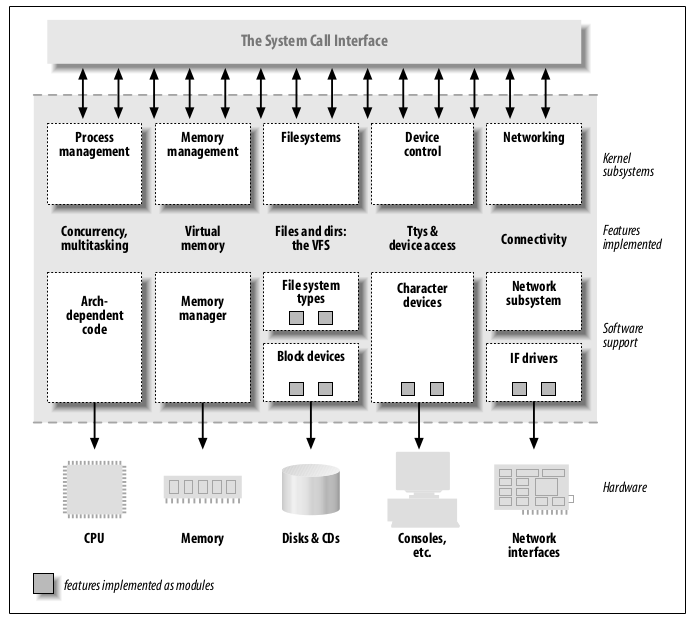 The System Call Interface
Process
management
Memory
management
Filesystems
Device
control
Networking
Kernel
subsystems
Concurrency,
multitasking
Virtual
memory
Files and dirs:
the VFS
Ttys &
device access
Connectivity
Features
implemented
Arch-
dependent
code
Memory
manager
File system
types
Block devices
Character
devices
Network
subsystem
IF drivers
Software
support
Hardware
CPU
Memory
Disks & CDs
Consoles,
etc.
Network
interfaces
features implemented as modules